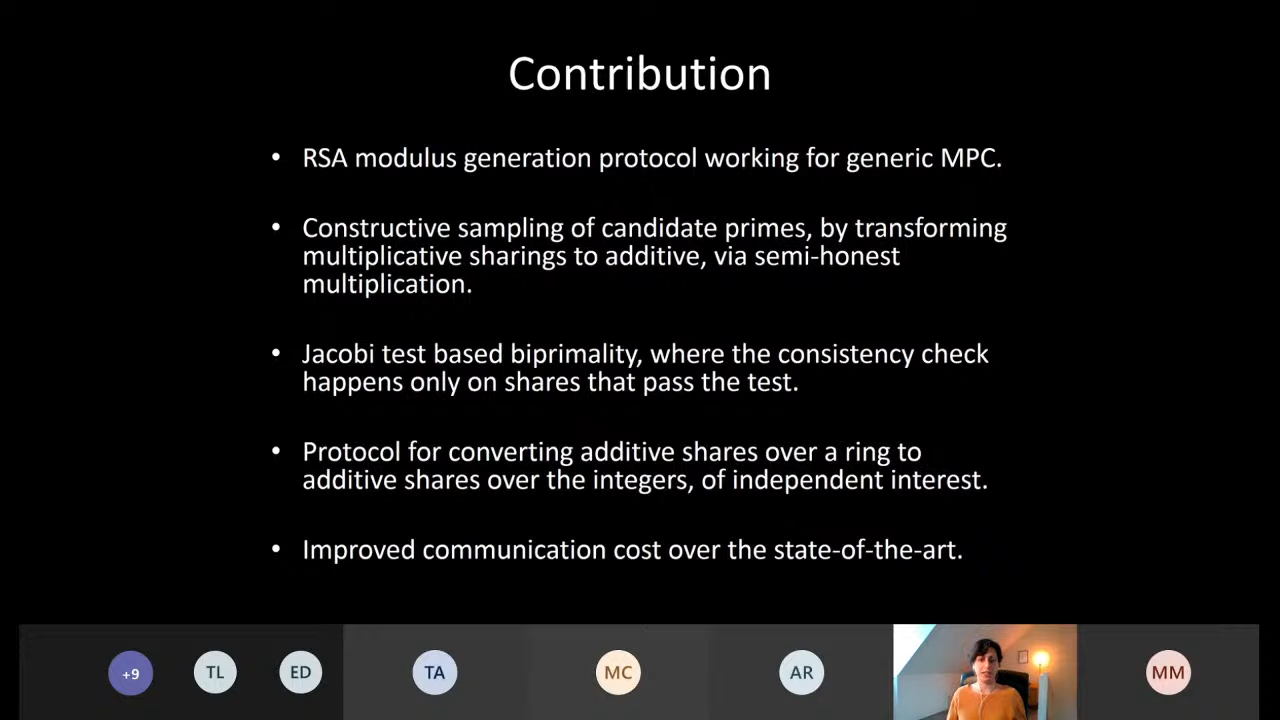 Contribution
• RSA modulus generation protocol working for generic MPC.
• Constructive sampling of candidate primes, by transforming
multiplicative sharings to additive, via semi-honest
multiplication.
• Jacobi test based biprimality, where the consistency check
happens only on shares that pass the test.
• Protocol for converting additive shares over a ring to
additive shares over the integers, of independent interest.
• Improved communication cost over the state-of-the-art.
+9 TL ED TA MC AR MM